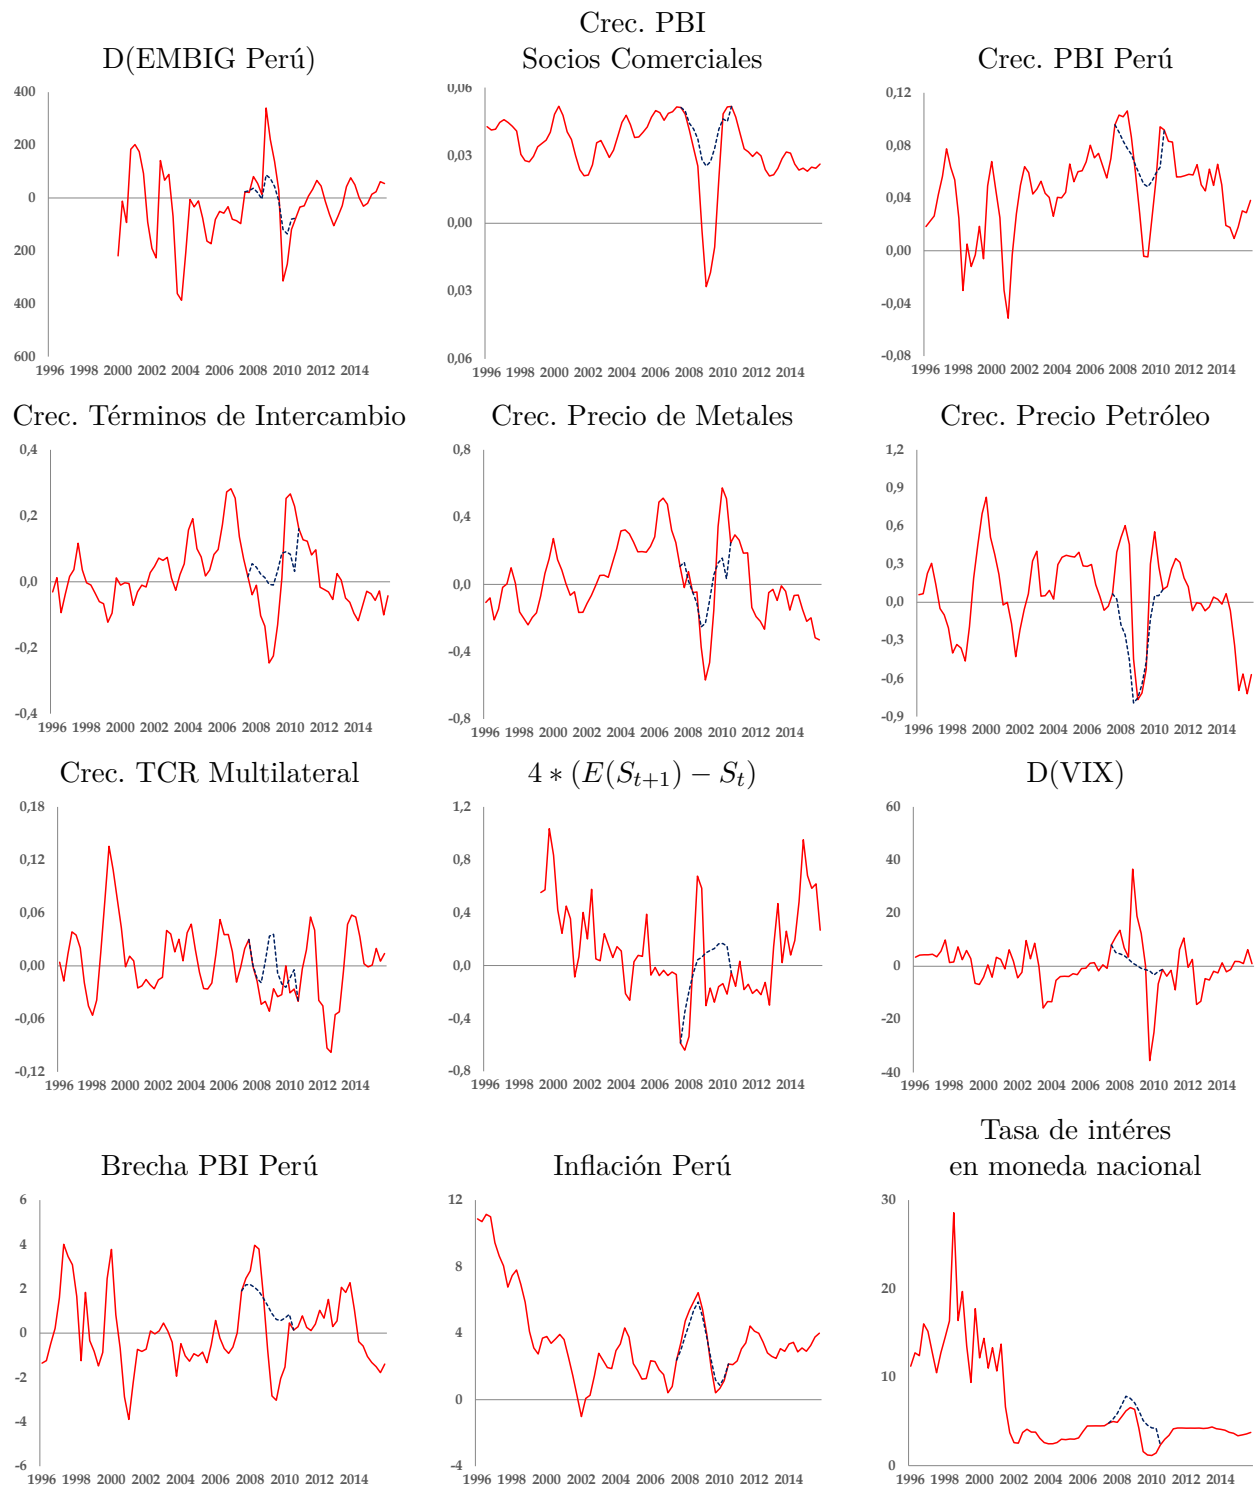 D(EMBIG Perú)
400
200
0
200
400
600
1996 1998 2000 2002 2004 2006 2008 2010 2012 2014
Crec. PBI
Socios Comerciales
0,06
0,03
0,00
0,03
0,06
1996 1998 2000 2002 2004 2006 2008 2010 2012 2014
Crec. PBI Perú
0,12
0,08
0,04
0,00
-0,04
-0,08
1996 1998 2000 2002 2004 2006 2008 2010 2012 2014
Crec. Términos de Intercambio
0,4
0,2
0,0
-0,2
-0,4
1996 1998 2000 2002 2004 2006 2008 2010 2012 2014
Crec. Precio de Metales
0,8
0,4
0,0
-0,4
-0,8
1996 1998 2000 2002 2004 2006 2008 2010 2012 2014
Crec. Precio Petróleo
1,2
0,9
0,6
0,3
0,0
-0,3
-0,6
-0,9
1996 1998 2000 2002 2004 2006 2008 2010 2012 2014
Crec. TCR Multilateral
0,18
0,12
0,06
0,00
-0,06
-0,12
1996 1998 2000 2002 2004 2006 2008 2010 2012 2014
4 ∗ (E(S_{t+1}) − S_t)
1,2
0,8
0,4
0,0
-0,4
-0,8
1996 1998 2000 2002 2004 2006 2008 2010 2012 2014
D(VIX)
60
40
20
0
-20
-40
1996 1998 2000 2002 2004 2006 2008 2010 2012 2014
Brecha PBI Perú
6
4
2
0
-2
-4
-6
1996 1998 2000 2002 2004 2006 2008 2010 2012 2014
Inflación Perú
12
8
4
0
-4
1996 1998 2000 2002 2004 2006 2008 2010 2012 2014
Tasa de intéres
en moneda nacional
30
20
10
0
1996 1998 2000 2002 2004 2006 2008 2010 2012 2014